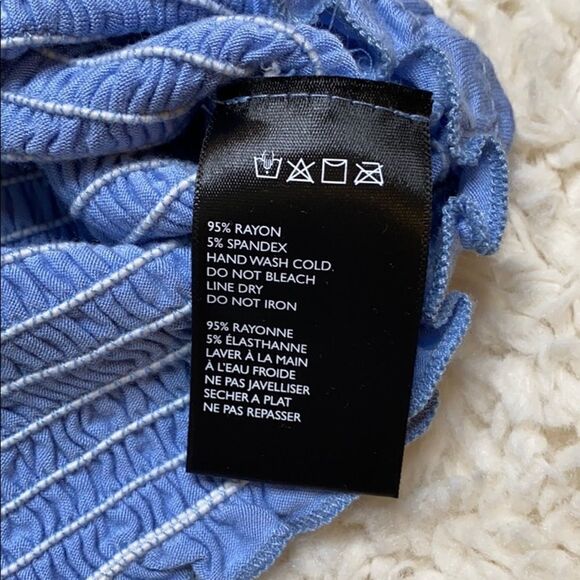 95% RAYON
5% SPANDEX
HAND WASH COLD
DO NOT BLEACH
LINE DRY
DO NOT IRON
95% RAYONNE
5% ÉLASTHANNE
LAVER À LA MAIN
À L'EAU FROIDE
NE PAS JAVELLISER
SECHER A PLAT
NE PAS REPASSER